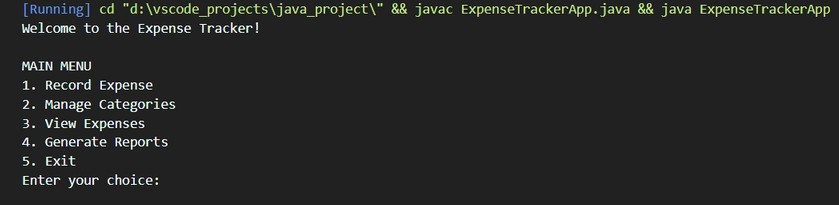 [Running] cd "d:\vscode_projects\java_project\" && javac ExpenseTrackerApp.java && java ExpenseTrackerApp
Welcome to the Expense Tracker!
MAIN MENU
1. Record Expense
2. Manage Categories
3. View Expenses
4. Generate Reports
5. Exit
Enter your choice: